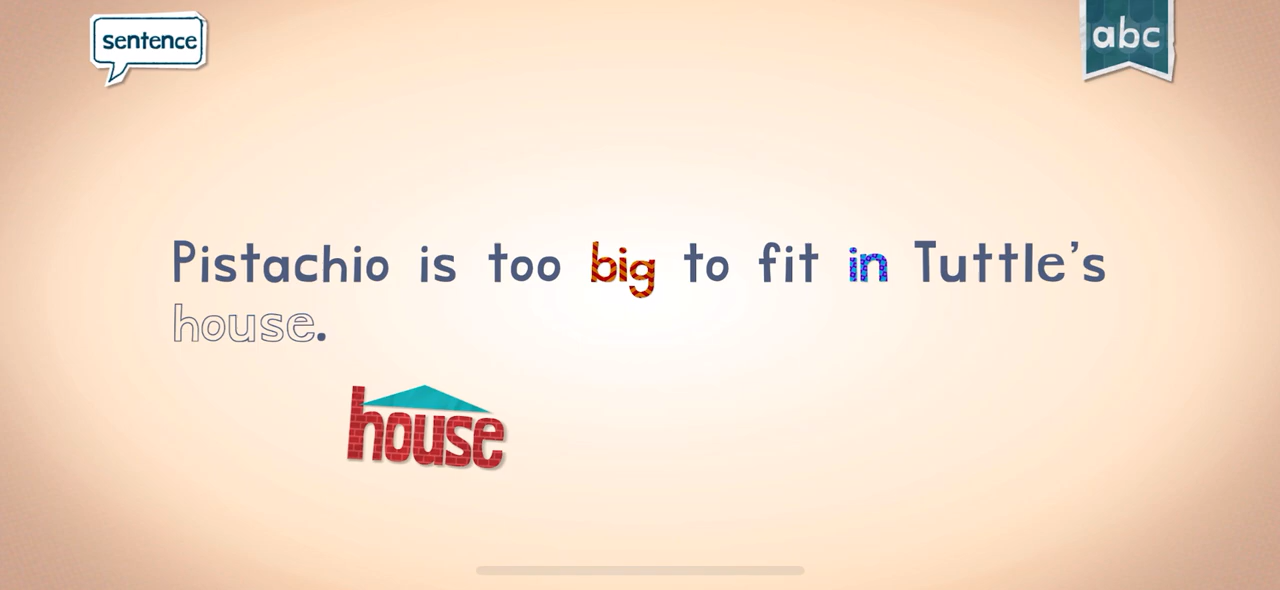 sentence
abc
Pistachio is too big to fit in Tuttle’s
house.
house